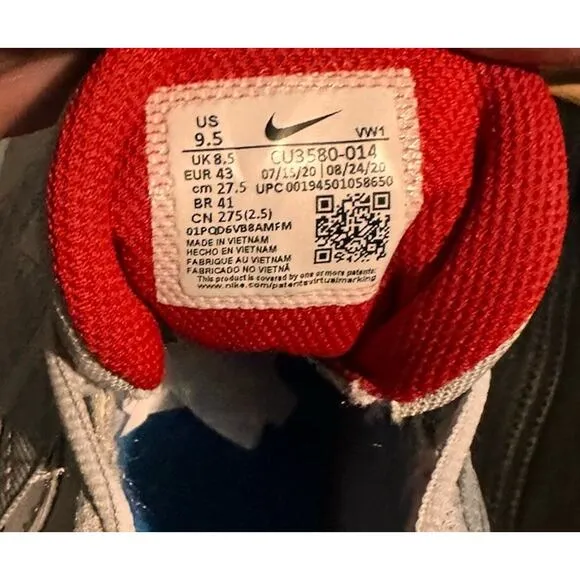 US
9.5
VW1
UK 8.5
CU3580-014
EUR 43
07/15/20 | 08/24/20
cm 27.5
UPC 00194501058650
BR 41
CN 275(2.5)
01PQD6VB8AMFM
MADE IN VIETNAM
HECHO EN VIETNAM
FABRIQUE AU VIETNAM
FABRICADO NO VIETNÃ
This product is covered by one or more patents:
www.nike.com/patentsvirtualmarking